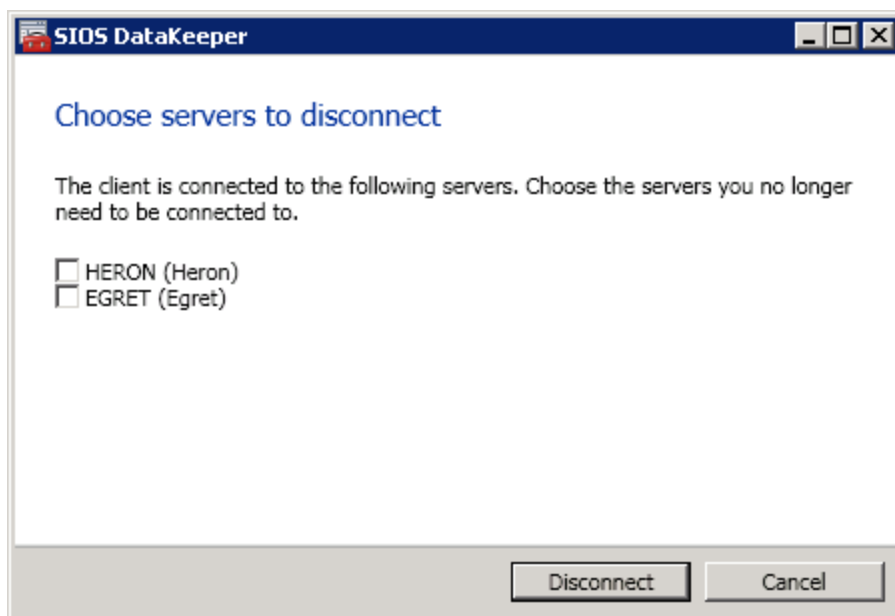 SIOS DataKeeper
Choose servers to disconnect
The client is connected to the following servers. Choose the servers you no longer
need to be connected to.
HERON (Heron)
EGRET (Egret)
Disconnect
Cancel